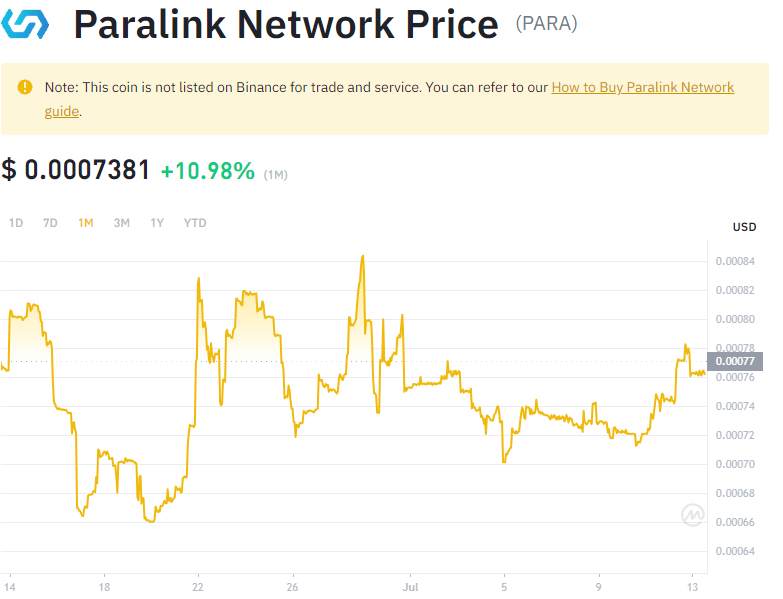 Paralink Network Price (PARA)
Note: This coin is not listed on Binance for trade and service. You can refer to our How to Buy Paralink Network
guide.
$ 0.0007381 +10.98% (1M)
1D 7D 1M 3M 1Y YTD
USD
0.00084
0.00082
0.00080
0.00078
0.00077
0.00076
0.00074
0.00072
0.00070
0.00068
0.00066
0.00064
14 18 22 26 Jul 5 9 13